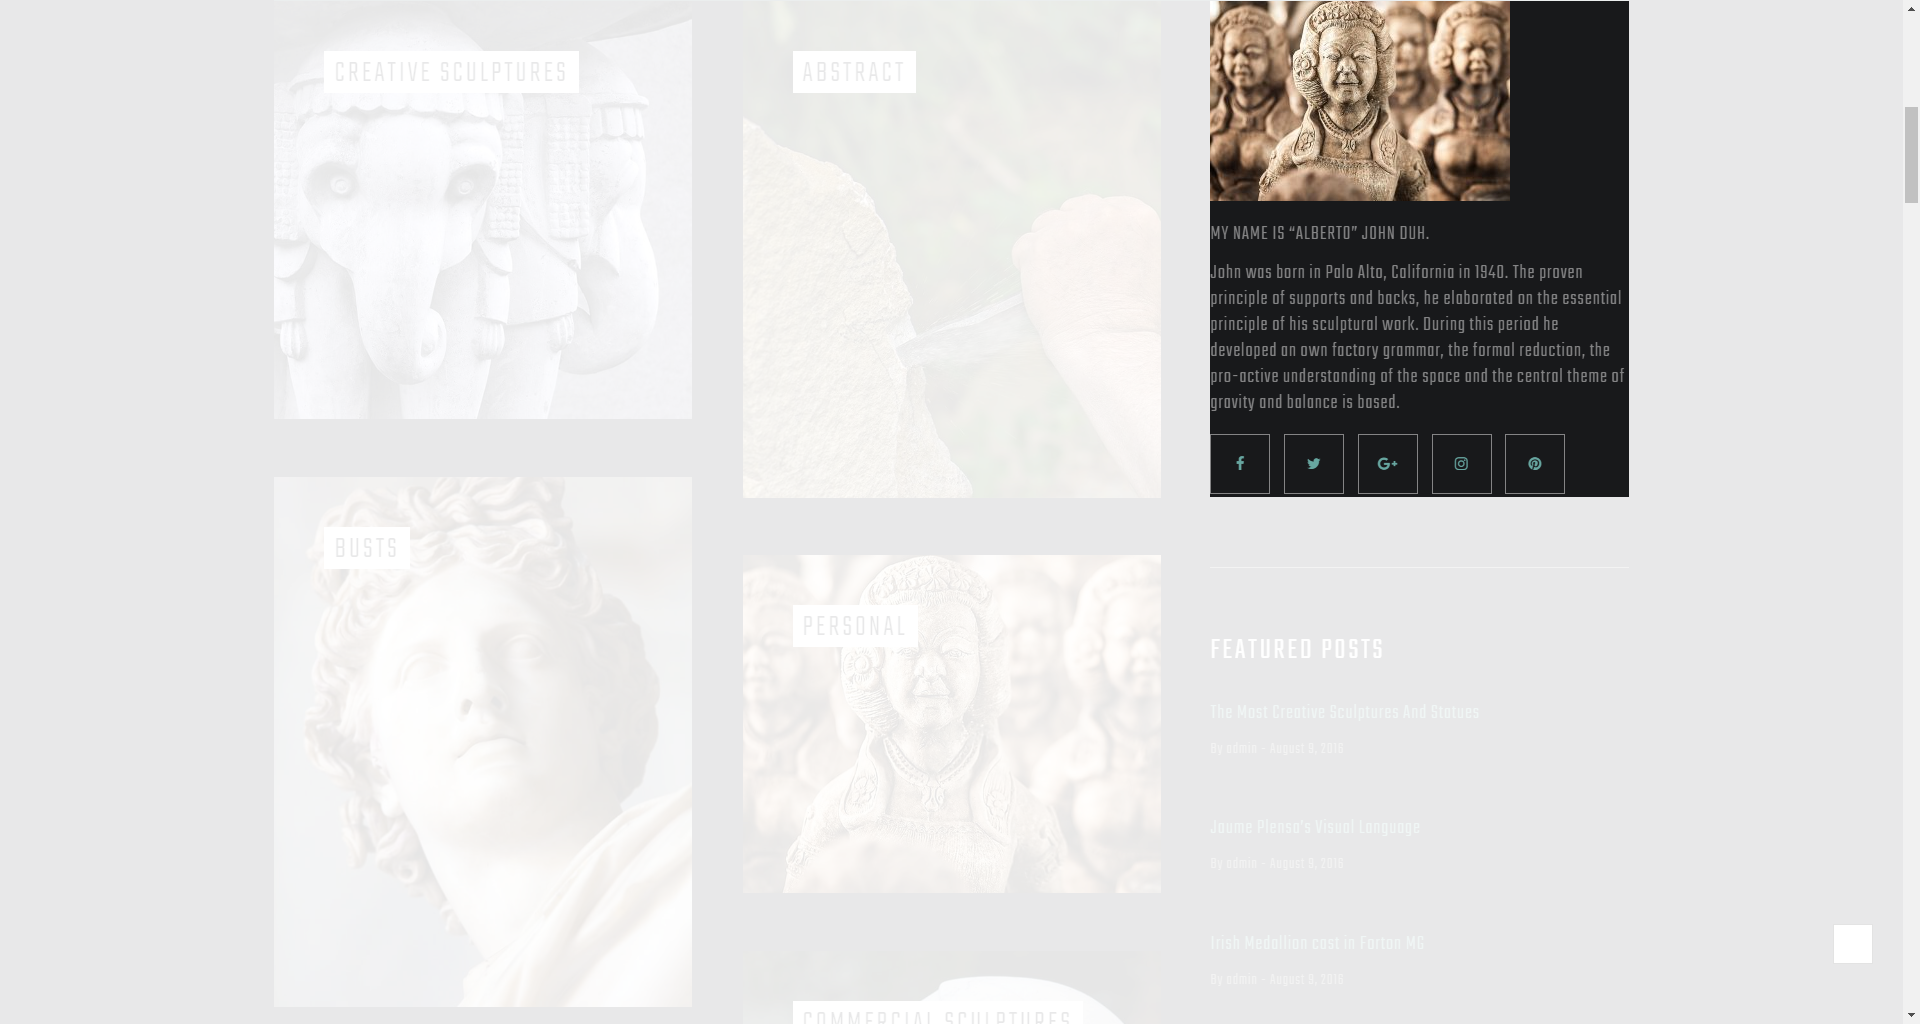 CREATIVE SCULPTURES
ABSTRACT
BUSTS
PERSONAL
COMMERCIAL SCULPTURES
MY NAME IS “ALBERTO” JOHN DUH.
John was born in Palo Alto, California in 1940. The proven
principle of supports and backs, he elaborated on the essential
principle of his sculptural work. During this period he
developed an own factory grammar, the formal reduction, the
pro-active understanding of the space and the central theme of
gravity and balance is based.
FEATURED POSTS
The Most Creative Sculptures And Statues
By admin - August 9, 2018
Jaume Plensa's Visual Language
By admin - August 9, 2018
Irish Medallion cast in Forton MG
By admin - August 9, 2018